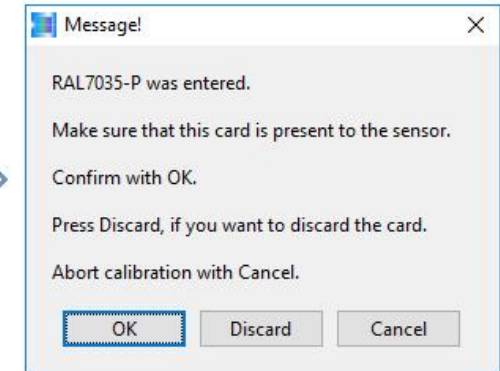 Message!
RAL7035-P was entered.
Make sure that this card is present to the sensor.
Confirm with OK.
Press Discard, if you want to discard the card.
Abort calibration with Cancel.
OK Discard Cancel